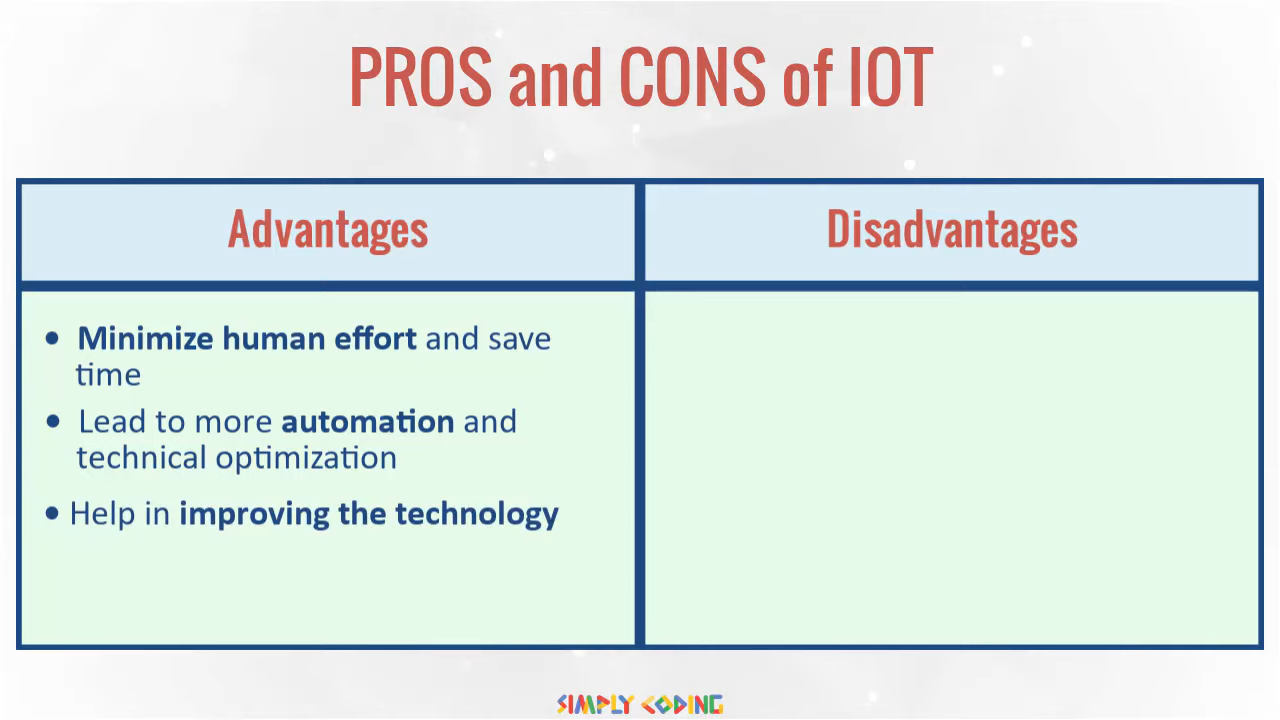 PROS and CONS of IOT
Advantages
Disadvantages
• Minimize human effort and save
time
• Lead to more automation and
technical optimization
• Help in improving the technology
SIMPLY CODING